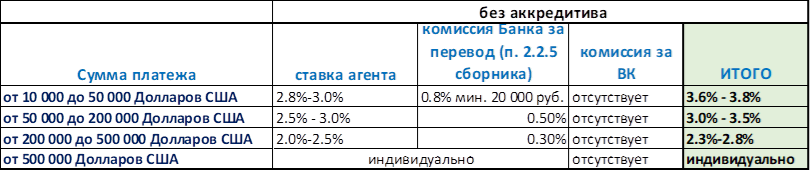 без аккредитива
Сумма платежа ставка агента комиссия Банка за перевод (п. 2.2.5 сборника) комиссия за ВК ИТОГО
от 10 000 до 50 000 Долларов США 2.8%-3.0% 0.8% мин. 20 000 руб. отсутствует 3.6% - 3.8%
от 50 000 до 200 000 Долларов США 2.5% - 3.0% 0.50% отсутствует 3.0% - 3.5%
от 200 000 до 500 000 Долларов США 2.0%-2.5% 0.30% отсутствует 2.3%-2.8%
от 500 000 Долларов США индивидуально отсутствует индивидуально